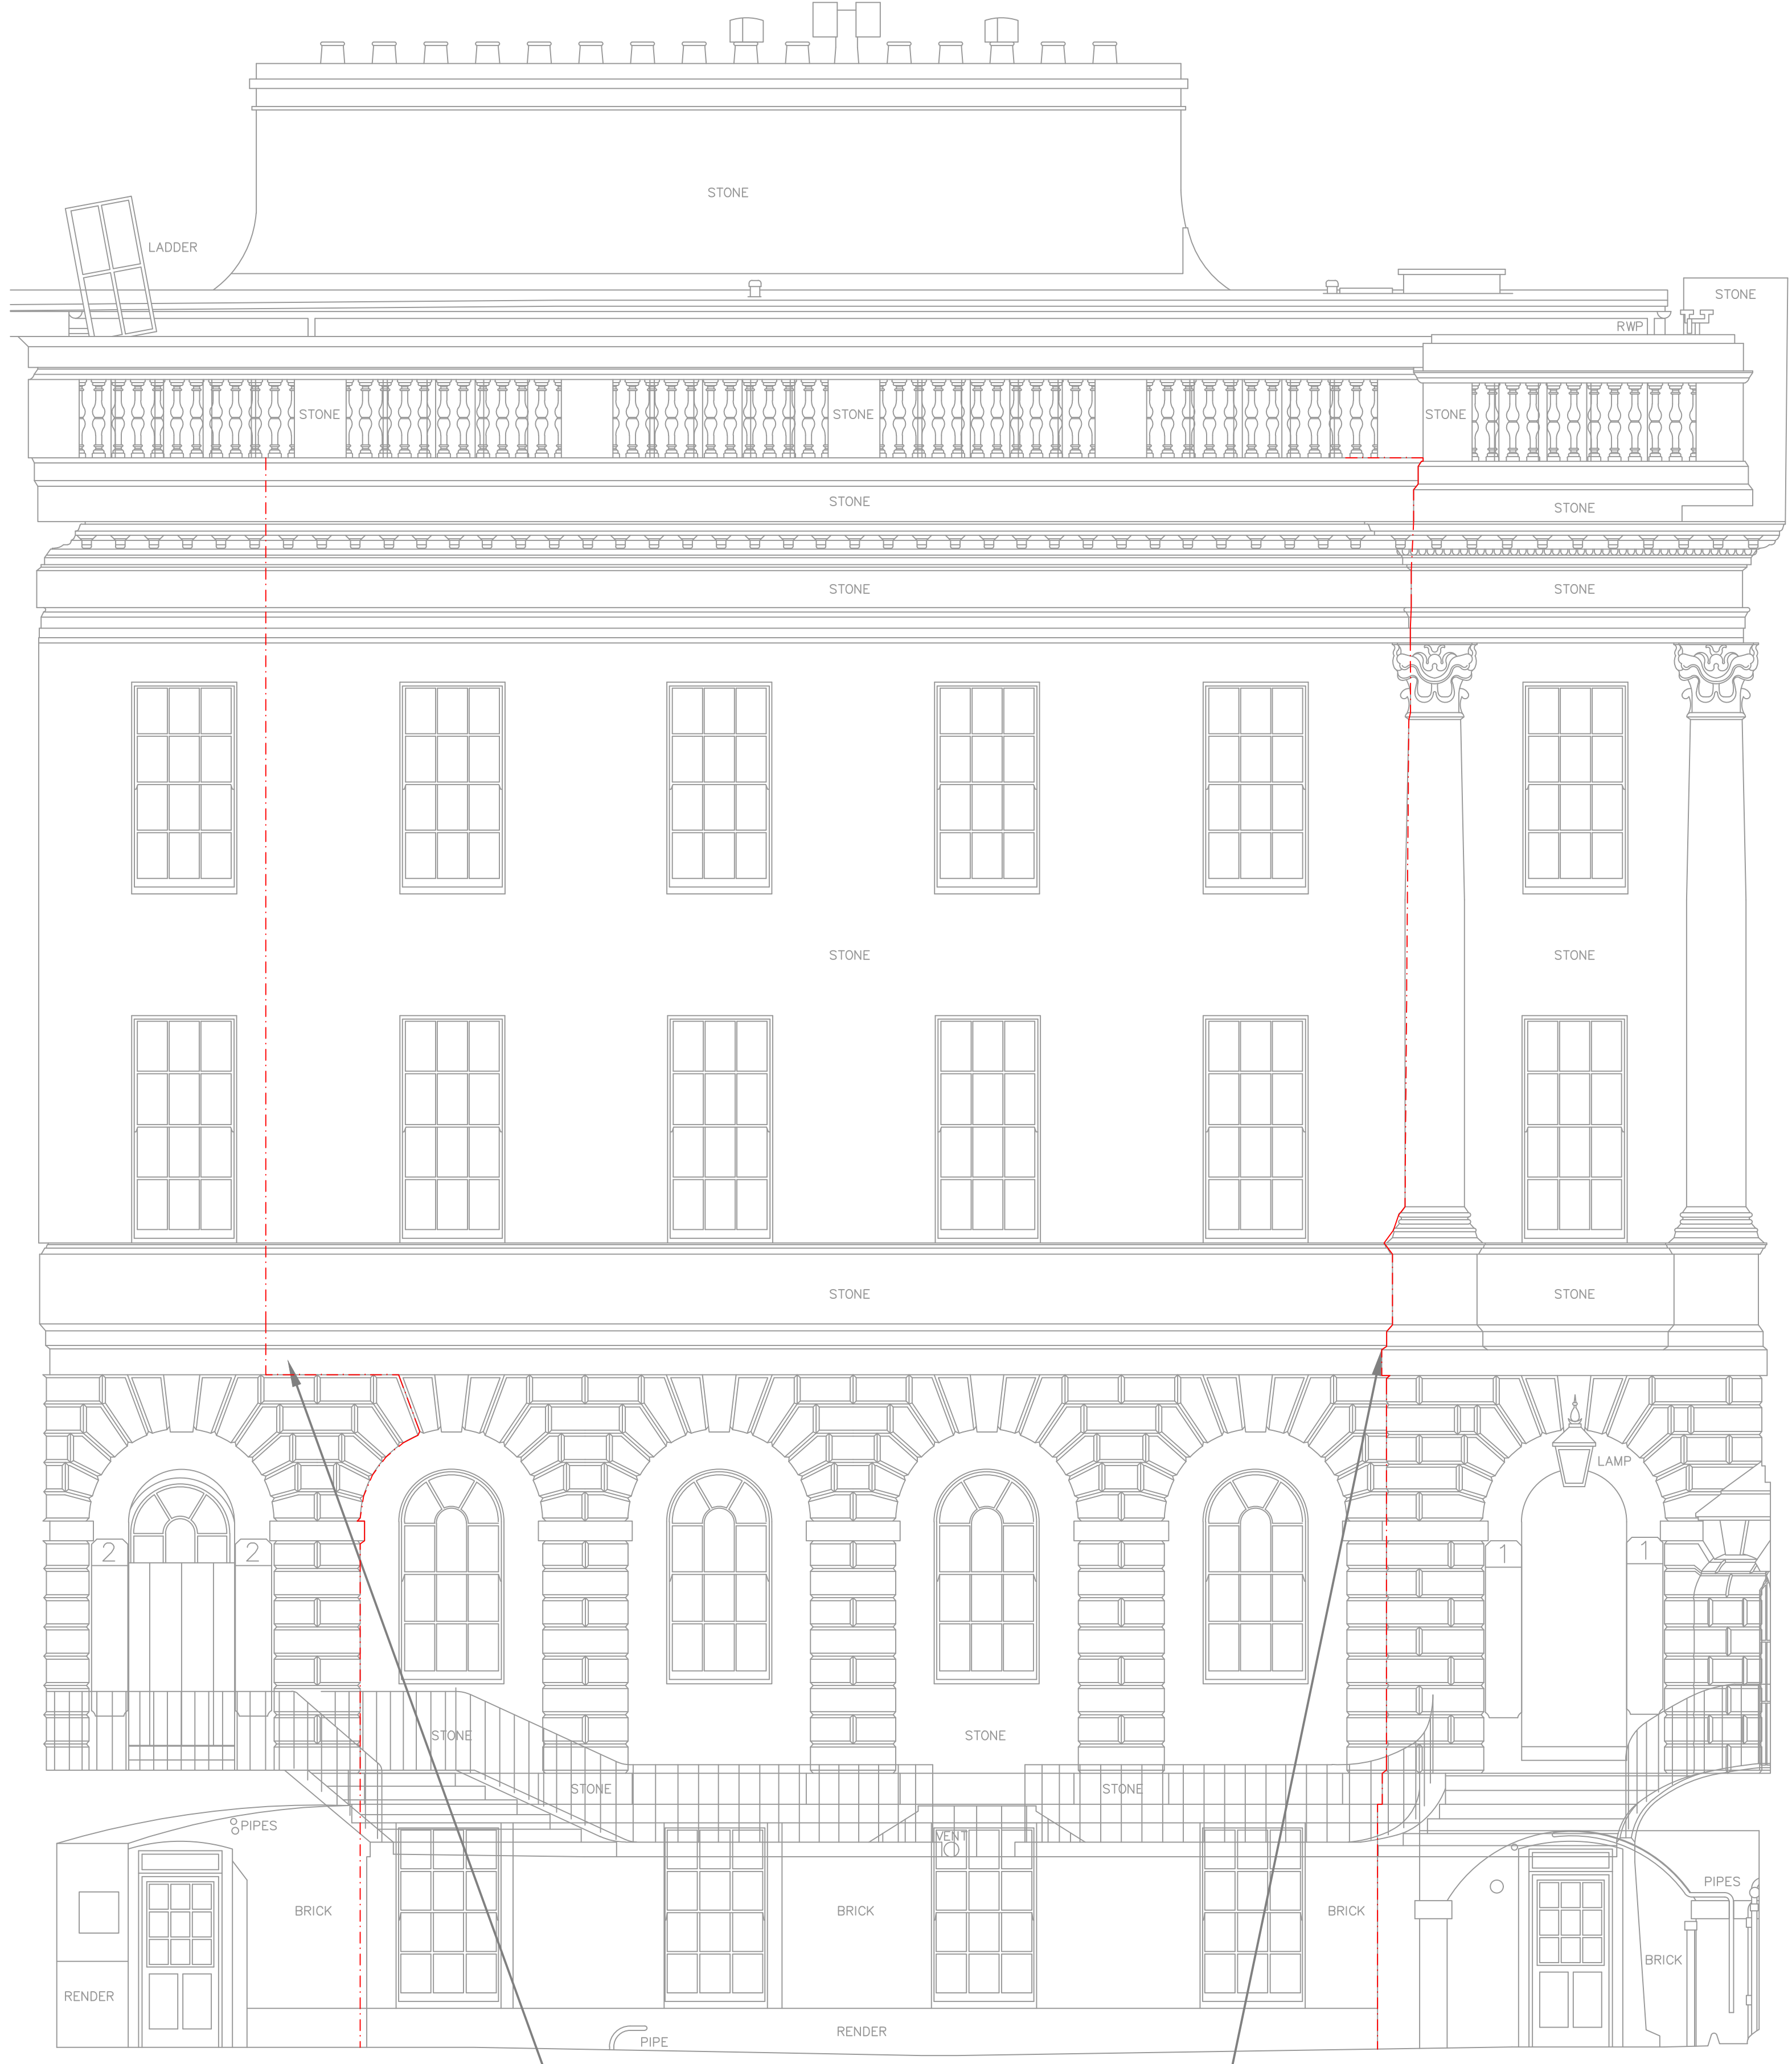 STONE
LADDER
STONE
RWP
STONE STONE STONE
STONE STONE
STONE STONE
STONE STONE
STONE STONE
LAMP
2 2 1 1
STONE STONE
STONE STONE
PIPES
VENT
PIPES
BRICK BRICK BRICK
BRICK
RENDER
RENDER
PIPE